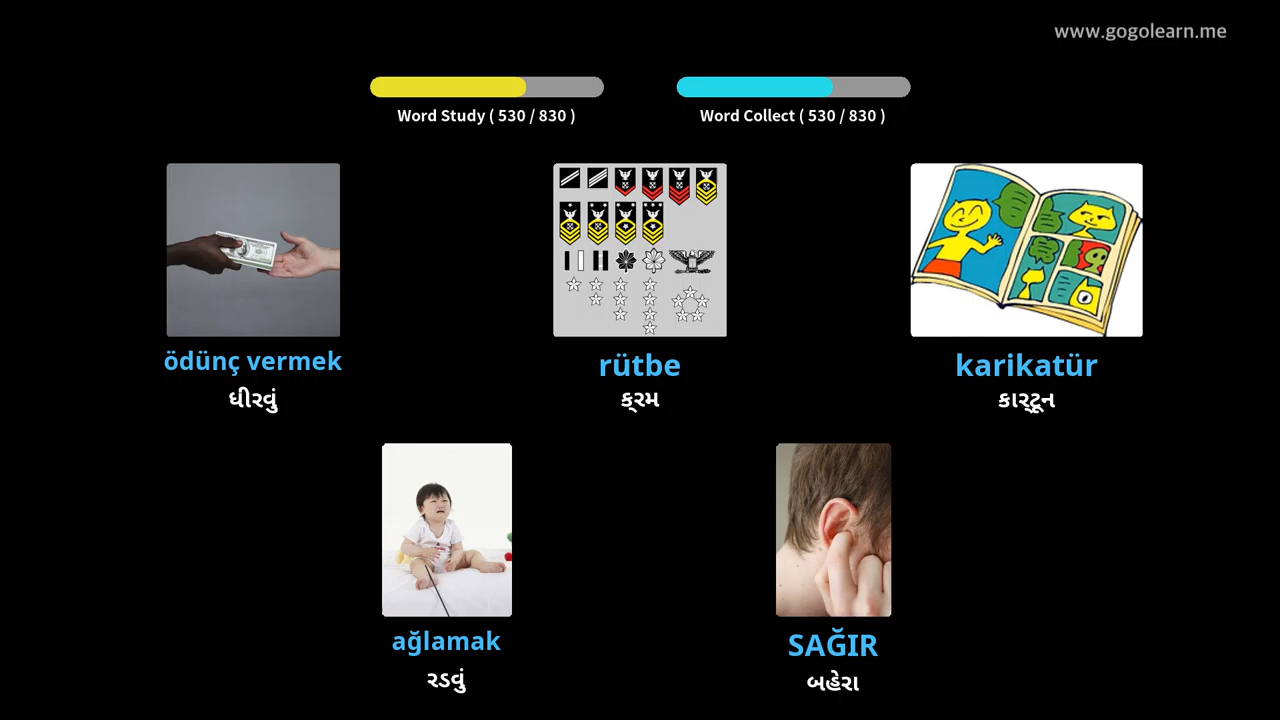 www.gogolearn.me
Word Study ( 530 / 830 )
Word Collect ( 530 / 830 )
ödünç vermek
ધીરવું
rütbe
ક્રમ
karikatür
કાર્ટૂન
ağlamak
રડવું
SAĞIR
બહેરા